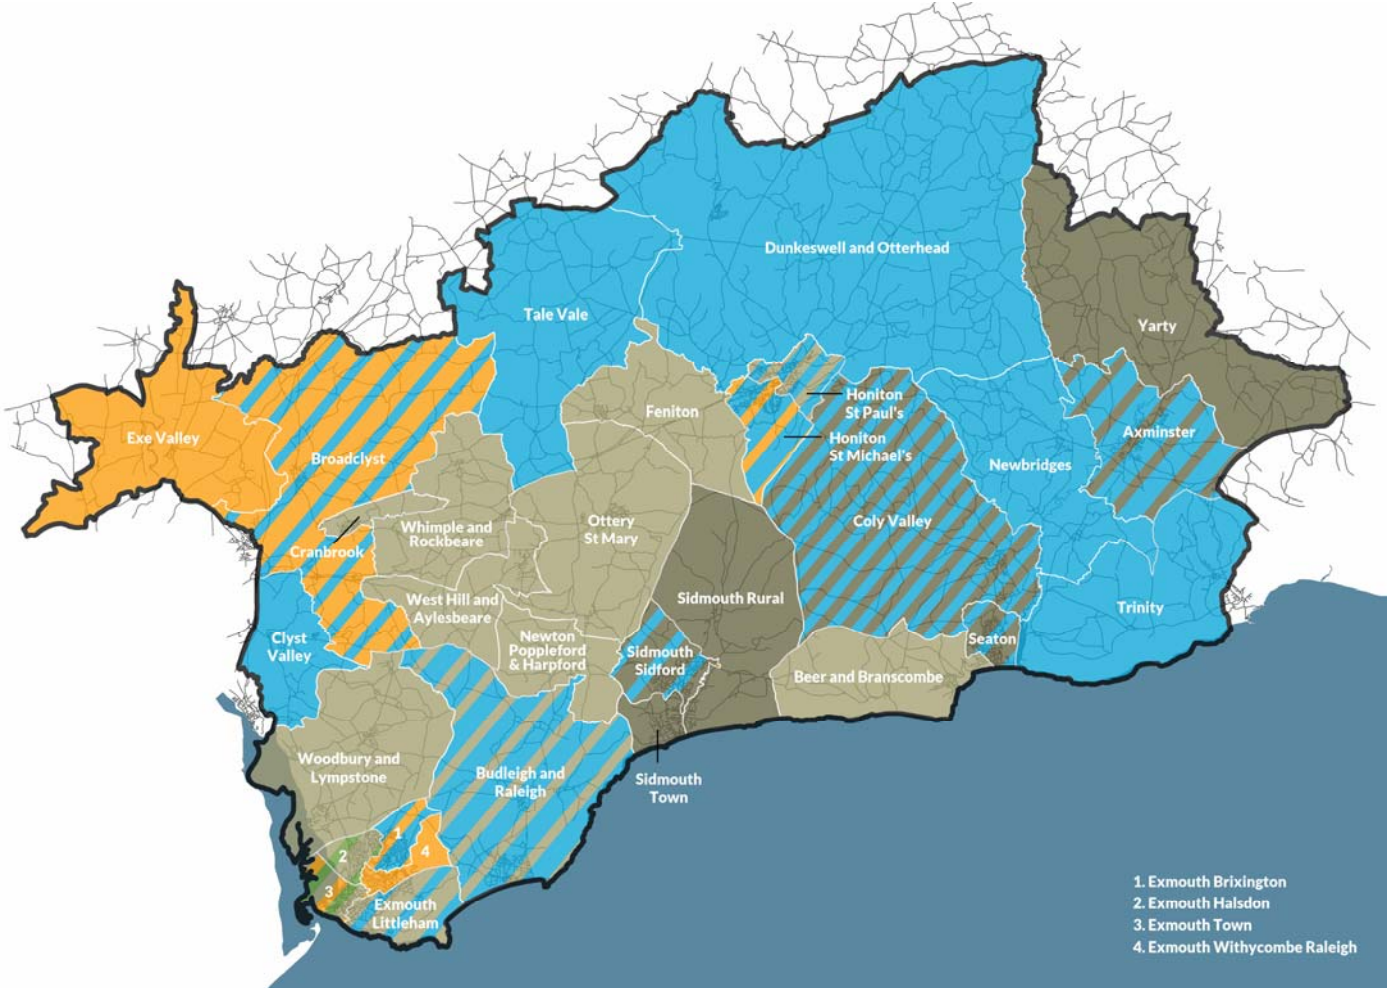 Dunkeswell and Otterhead
Tale Vale
Yarty
Honiton
St Paul's
Feniton
Exe Valley
Axminster
Honiton
St Michael's
Broadclyst
Newbridges
Coly Valley
Ottery
St Mary
Whimple and
Rockbeare
Cranbrook
Sidmouth Rural
West Hill and
Aylesbeare
Trinity
Clyst
Valley
Newton
Poppleford
& Harpford
Seaton
Sidmouth
Sidford
Beer and Branscombe
Woodbury and
Lympstone
Budleigh and
Raleigh
Sidmouth
Town
1
4
2
3
Exmouth
Littleham
1. Exmouth Brixington
2. Exmouth Halsdon
3. Exmouth Town
4. Exmouth Withycombe Raleigh